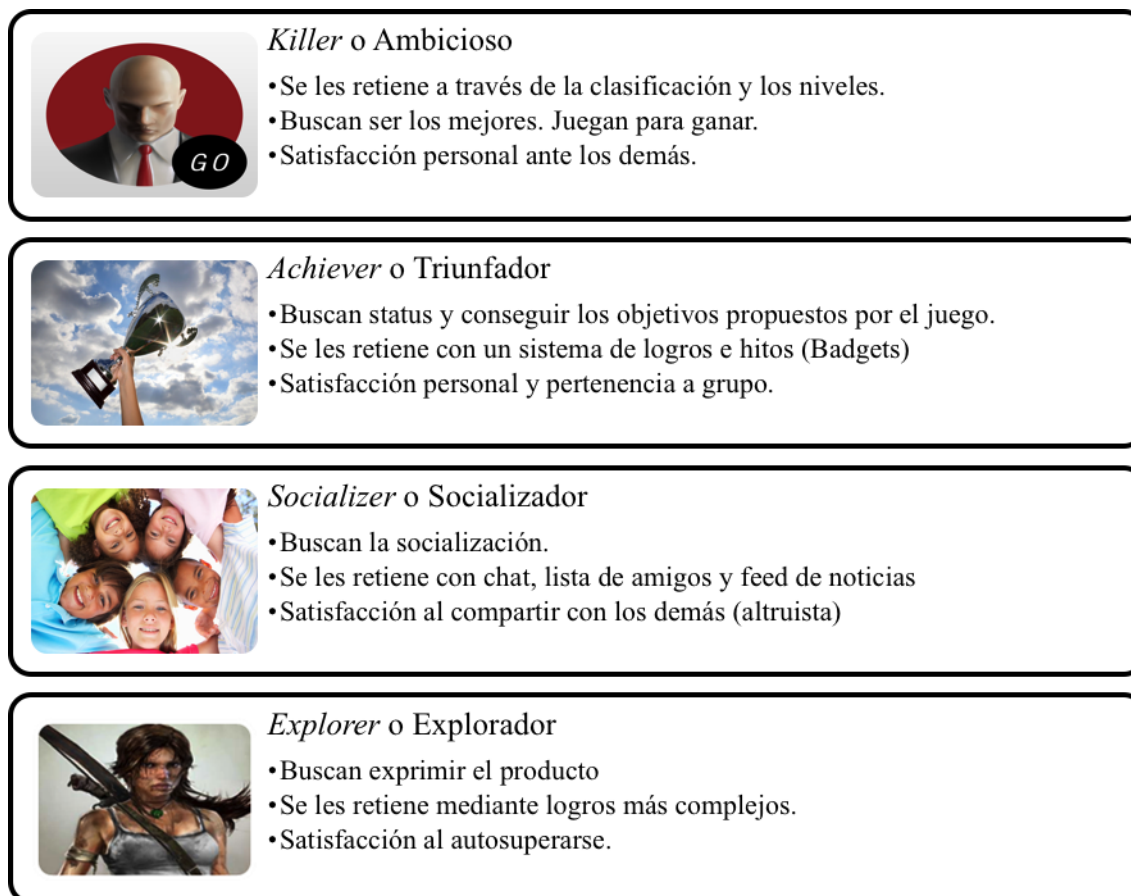 Killer o Ambicioso
•Se les retiene a través de la clasificación y los niveles.
•Buscan ser los mejores. Juegan para ganar.
•Satisfacción personal ante los demás.
GO
Achiever o Triunfador
•Buscan status y conseguir los objetivos propuestos por el juego.
•Se les retiene con un sistema de logros e hitos (Badgets)
•Satisfacción personal y pertenencia a grupo.
Socializer o Socializador
•Buscan la socialización.
•Se les retiene con chat, lista de amigos y feed de noticias
•Satisfacción al compartir con los demás (altruista)
Explorer o Explorador
•Buscan exprimir el producto
•Se les retiene mediante logros más complejos.
•Satisfacción al autosuperarse.